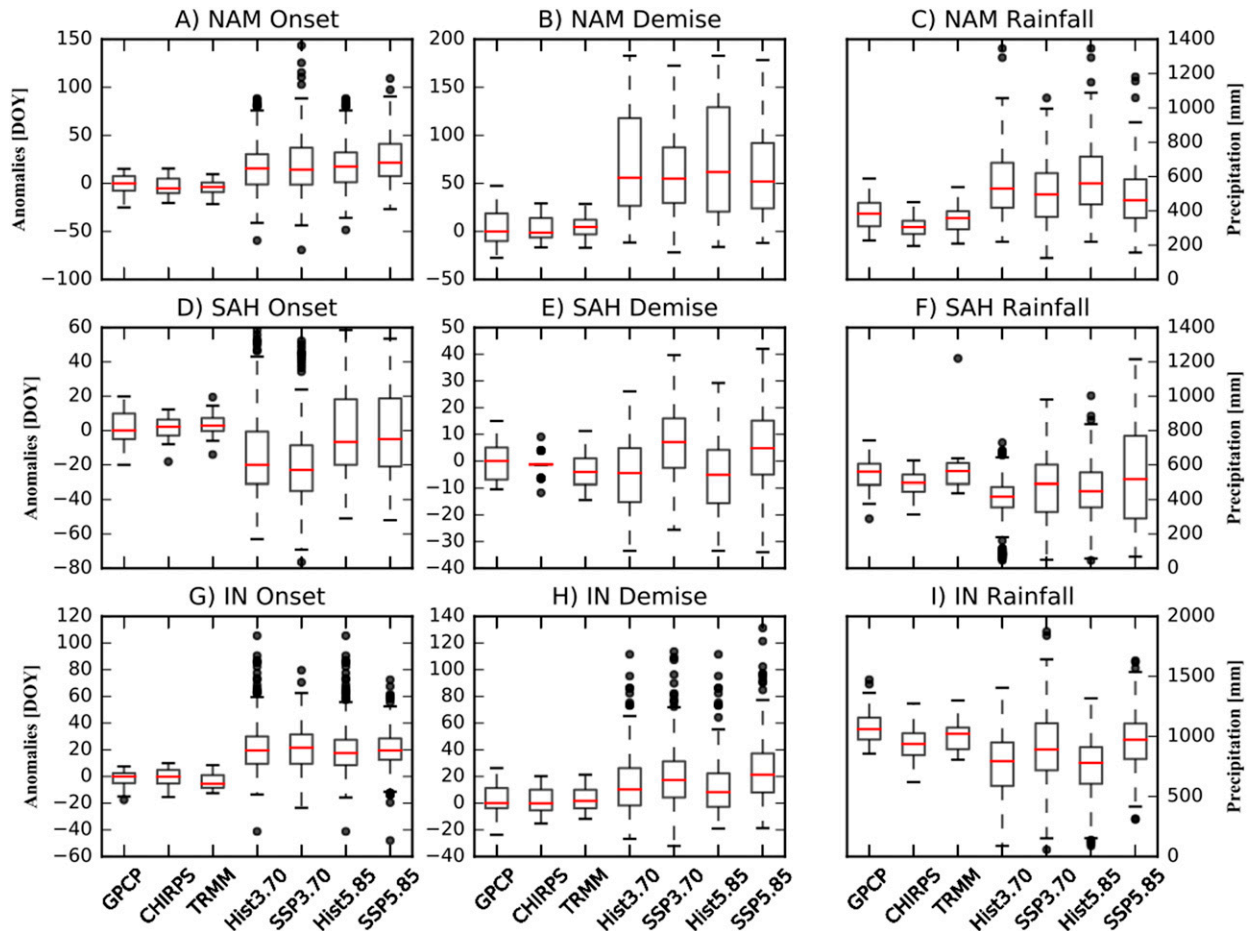 A) NAM Onset
B) NAM Demise
C) NAM Rainfall
Anomalies [DOY]
150
100
50
0
−50
−100
200
150
100
50
0
−50
1400
1200
1000
800
600
400
200
0
Precipitation [mm]
D) SAH Onset
E) SAH Demise
F) SAH Rainfall
Anomalies [DOY]
60
40
20
0
−20
−40
−60
−80
50
40
30
20
10
0
−10
−20
−30
−40
1400
1200
1000
800
600
400
200
0
Precipitation [mm]
G) IN Onset
H) IN Demise
I) IN Rainfall
Anomalies [DOY]
120
100
80
60
40
20
0
−20
−40
−60
140
120
100
80
60
40
20
0
−20
−40
2000
1500
1000
500
0
Precipitation [mm]
GPCP
CHIRPS
TRMM
Hist3.70
SSP3.70
Hist5.85
SSP5.85
GPCP
CHIRPS
TRMM
Hist3.70
SSP3.70
Hist5.85
SSP5.85
GPCP
CHIRPS
TRMM
Hist3.70
SSP3.70
Hist5.85
SSP5.85